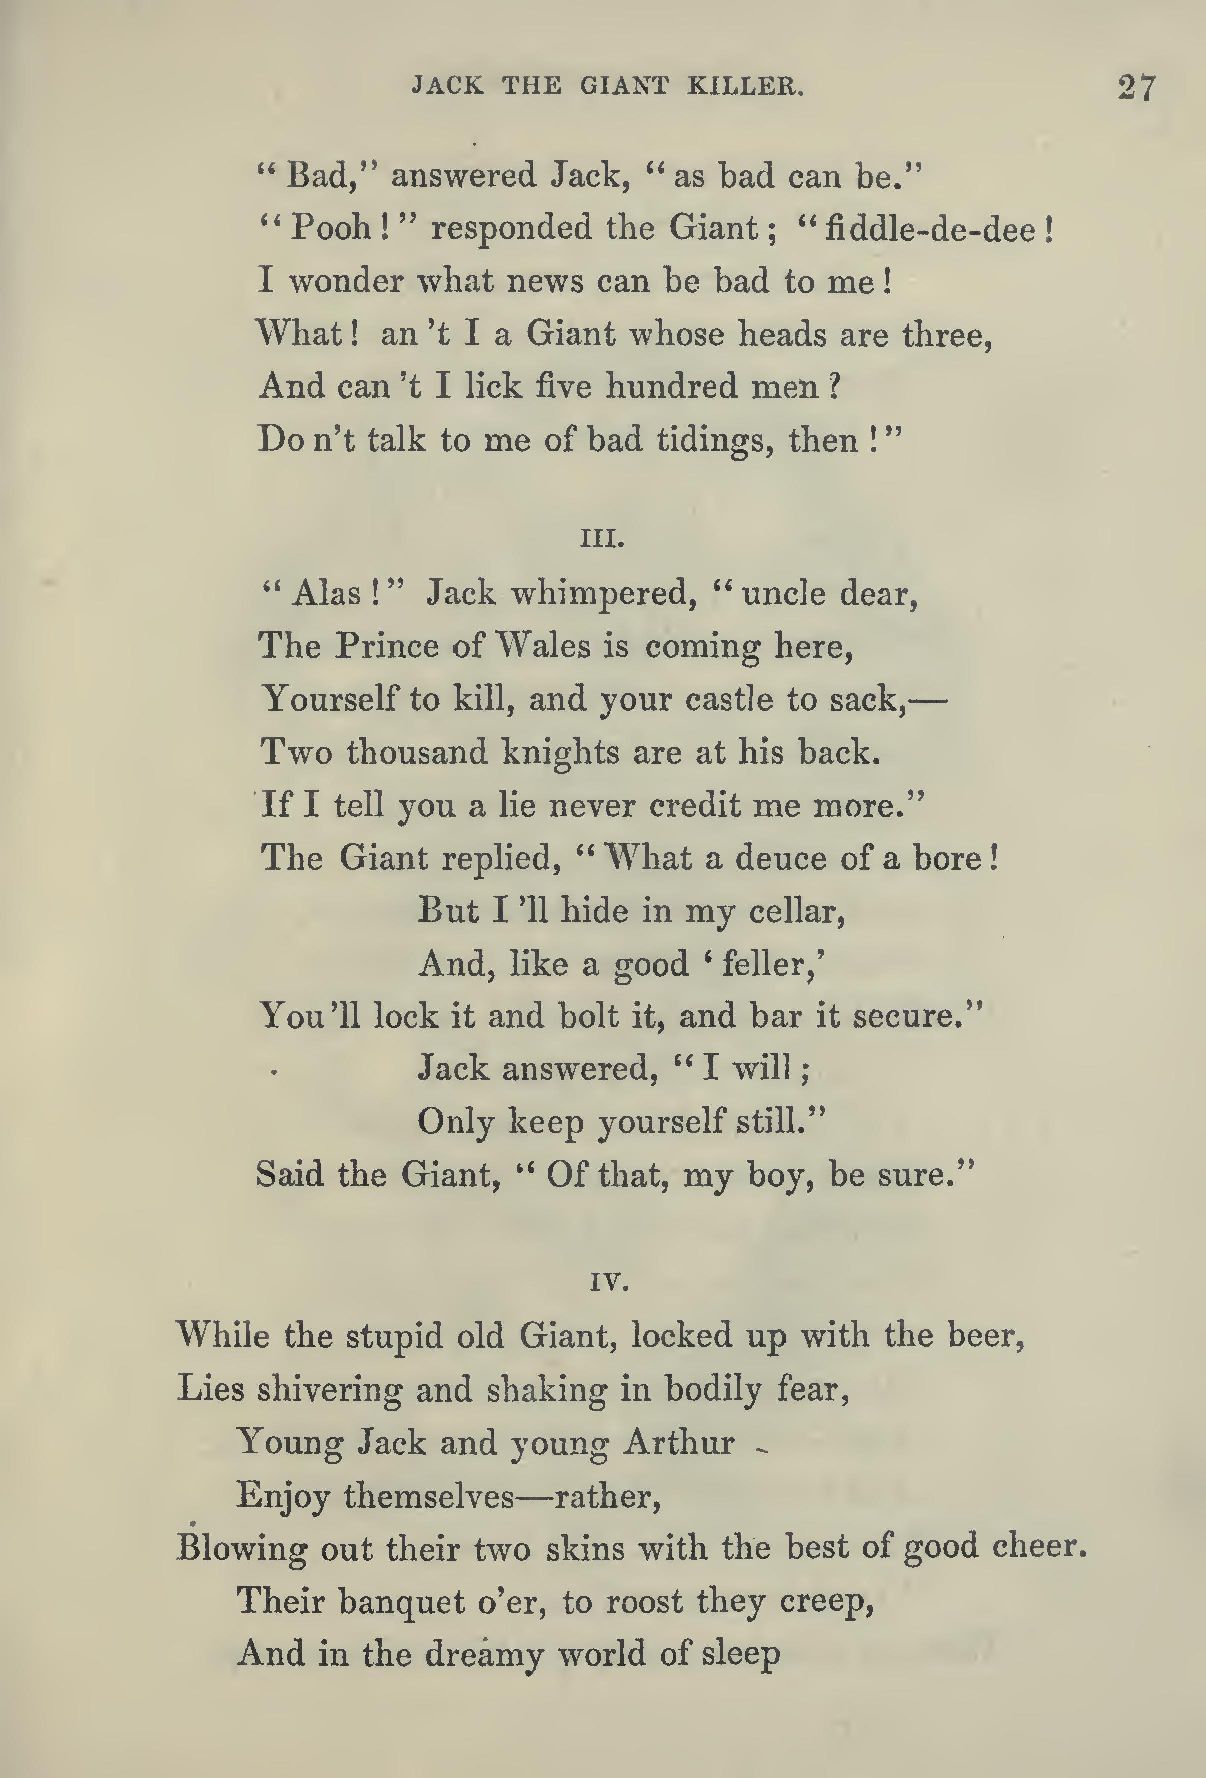 JACK THE GIANT KILLER. 27
“ Bad,” answered Jack, “ as bad can be.”
“ Pooh ! ” responded the Giant ; “ fiddle-de-dee !
I wonder what news can be bad to me !
What ! an ’t I a Giant whose heads are three,
And can ’t I lick five hundred men ?
Do n’t talk to me of bad tidings, then ! ”
III.
“ Alas ! ” Jack whimpered, “ uncle dear,
The Prince of Wales is coming here,
Yourself to kill, and your castle to sack,—
Two thousand knights are at his back.
If I tell you a lie never credit me more.”
The Giant replied, “ What a deuce of a bore !
But I ’ll hide in my cellar,
And, like a good ‘ feller,’
You ’ll lock it and bolt it, and bar it secure.”
Jack answered, “ I will ;
Only keep yourself still.”
Said the Giant, “ Of that, my boy, be sure.”
IV.
While the stupid old Giant, locked up with the beer,
Lies shivering and shaking in bodily fear,
Young Jack and young Arthur
Enjoy themselves—rather,
Blowing out their two skins with the best of good cheer.
Their banquet o’er, to roost they creep,
And in the dreamy world of sleep